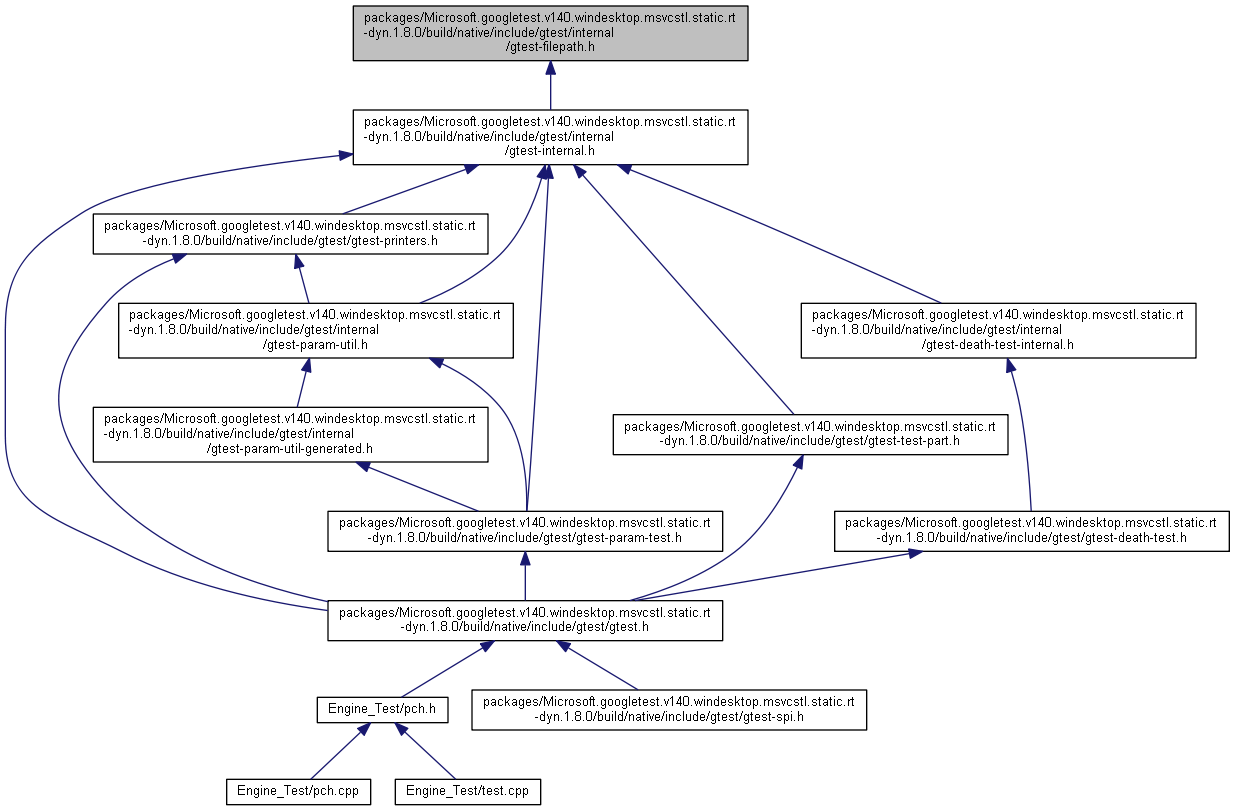 packages/Microsoft.googletest.v140.windesktop.msvcstl.static.rt
-dyn.1.8.0/build/native/include/gtest/internal
/gtest-filepath.h
packages/Microsoft.googletest.v140.windesktop.msvcstl.static.rt
-dyn.1.8.0/build/native/include/gtest/internal
/gtest-internal.h
packages/Microsoft.googletest.v140.windesktop.msvcstl.static.rt
-dyn.1.8.0/build/native/include/gtest/gtest-printers.h
packages/Microsoft.googletest.v140.windesktop.msvcstl.static.rt
-dyn.1.8.0/build/native/include/gtest/internal
/gtest-param-util.h
packages/Microsoft.googletest.v140.windesktop.msvcstl.static.rt
-dyn.1.8.0/build/native/include/gtest/internal
/gtest-death-test-internal.h
packages/Microsoft.googletest.v140.windesktop.msvcstl.static.rt
-dyn.1.8.0/build/native/include/gtest/internal
/gtest-param-util-generated.h
packages/Microsoft.googletest.v140.windesktop.msvcstl.static.rt
-dyn.1.8.0/build/native/include/gtest/gtest-test-part.h
packages/Microsoft.googletest.v140.windesktop.msvcstl.static.rt
-dyn.1.8.0/build/native/include/gtest/gtest-param-test.h
packages/Microsoft.googletest.v140.windesktop.msvcstl.static.rt
-dyn.1.8.0/build/native/include/gtest/gtest-death-test.h
packages/Microsoft.googletest.v140.windesktop.msvcstl.static.rt
-dyn.1.8.0/build/native/include/gtest/gtest.h
Engine_Test/pch.h
packages/Microsoft.googletest.v140.windesktop.msvcstl.static.rt
-dyn.1.8.0/build/native/include/gtest/gtest-spi.h
Engine_Test/pch.cpp
Engine_Test/test.cpp